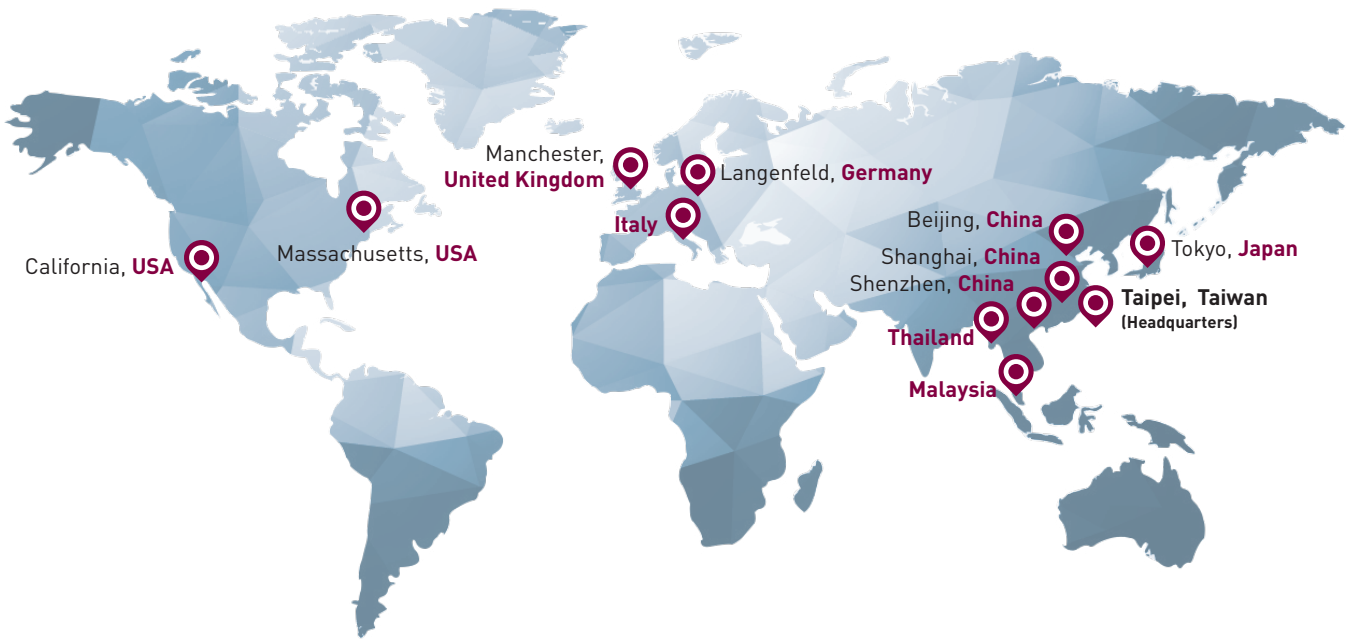 Manchester,
United Kingdom
Langenfeld, Germany
Italy
Massachusetts, USA
California, USA
Beijing, China
Shanghai, China
Shenzhen, China
Tokyo, Japan
Taipei, Taiwan
(Headquarters)
Thailand
Malaysia